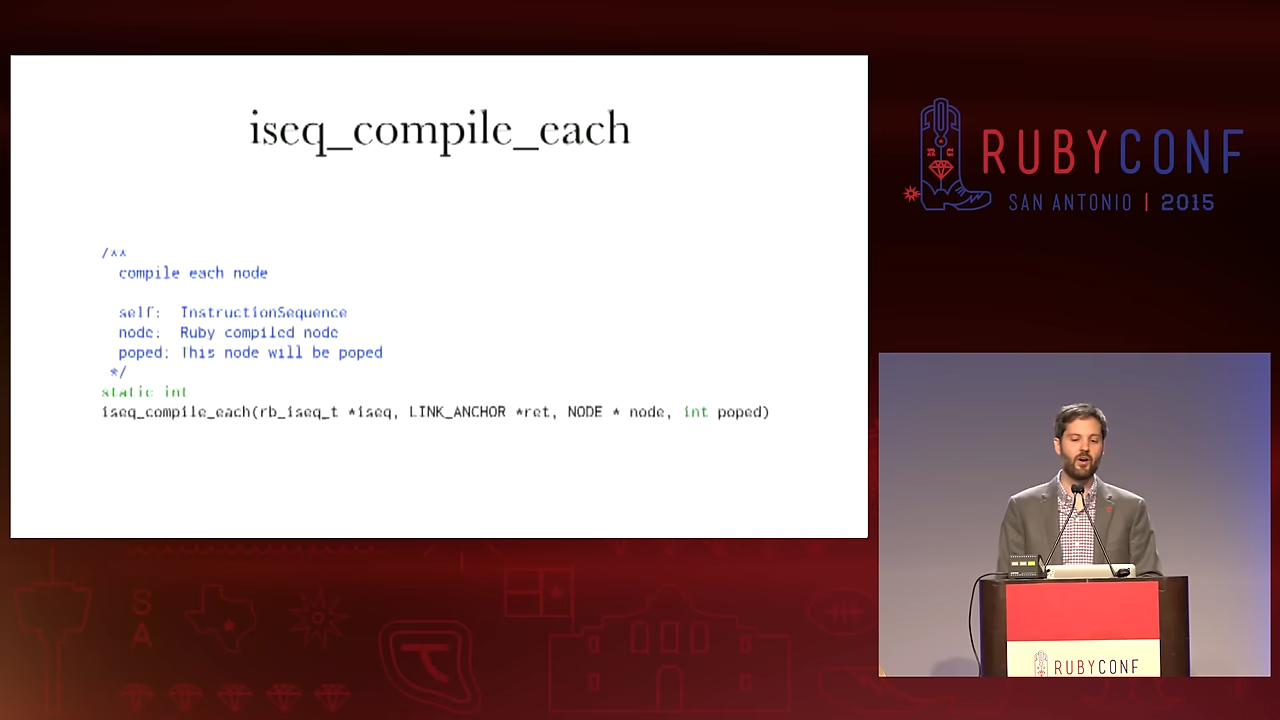 iseq_compile_each
/**
compile each node
self: InstructionSequence
node: Ruby compiled node
poped: This node will be poped
*/
static int
iseq_compile_each(rb_iseq_t *iseq, LINK_ANCHOR *ret, NODE * node, int poped)
RUBYCONF
SAN ANTONIO | 2015
S
A
RUBYCONF